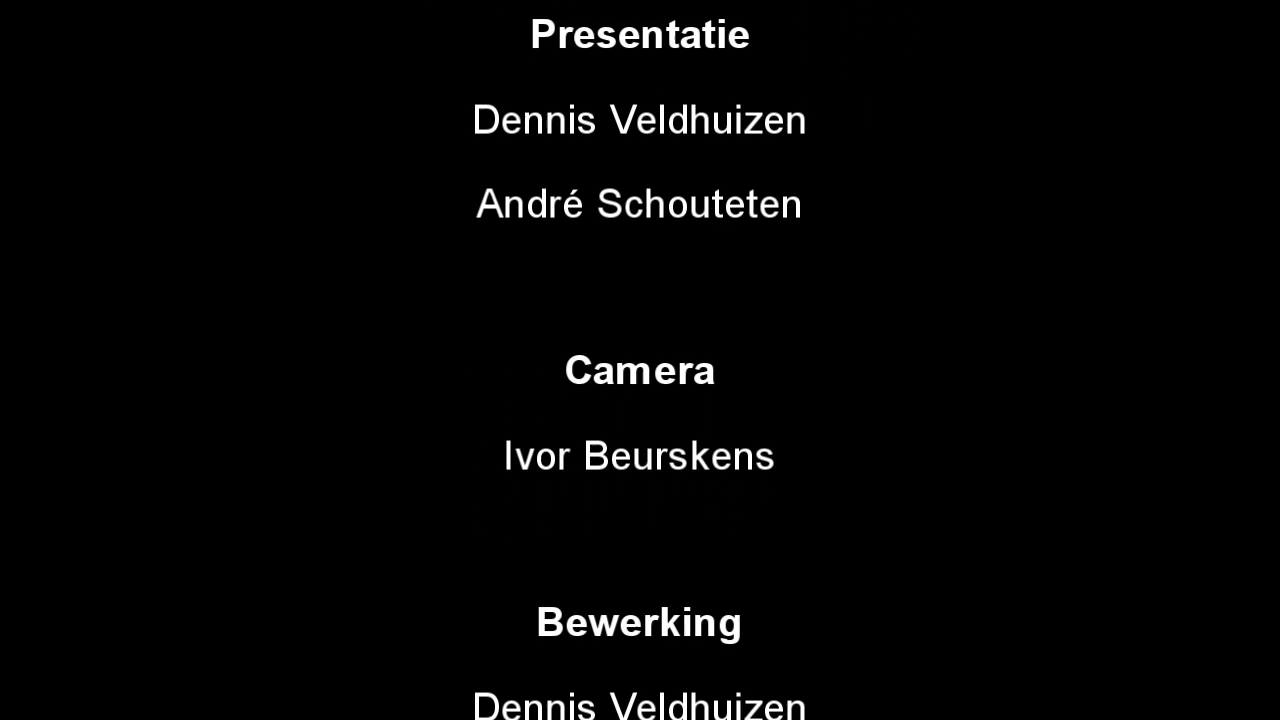 Presentatie
Dennis Veldhuizen
André Schouteten
Camera
Ivor Beurskens
Bewerking
Dennis Veldhuizen